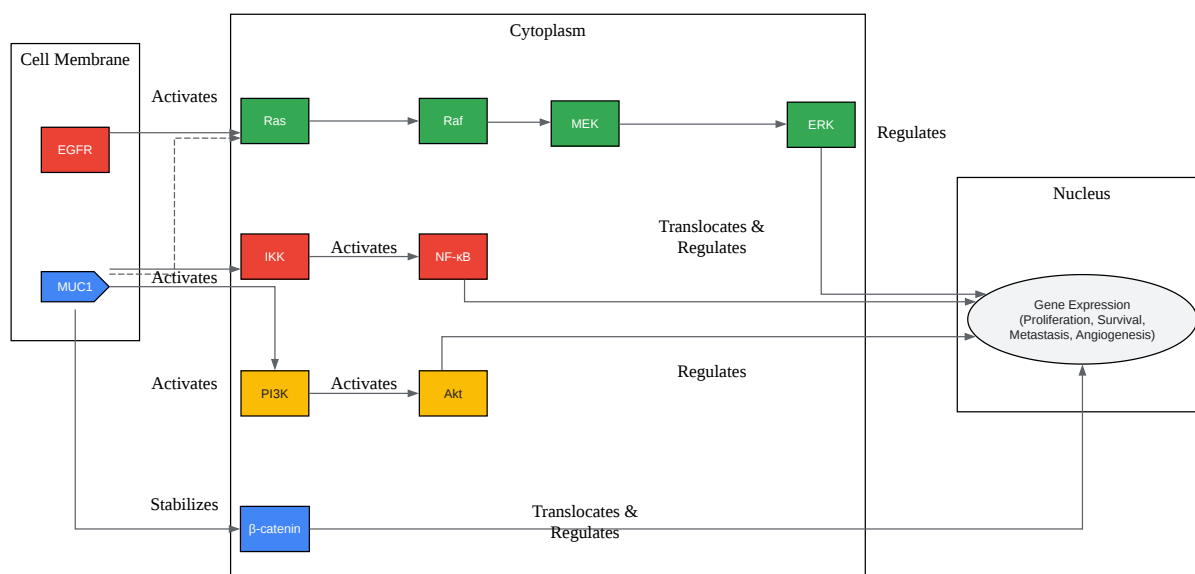 Cytoplasm
Cell Membrane
Activates
Ras
Raf
MEK
ERK
Regulates
EGFR
Nucleus
Translocates &
Regulates
IKK
Activates
NF-κB
Activates
MUC1
Gene Expression
(Proliferation, Survival,
Metastasis, Angiogenesis)
Activates
PI3K
Activates
Akt
Regulates
Stabilizes
β-catenin
Translocates &
Regulates